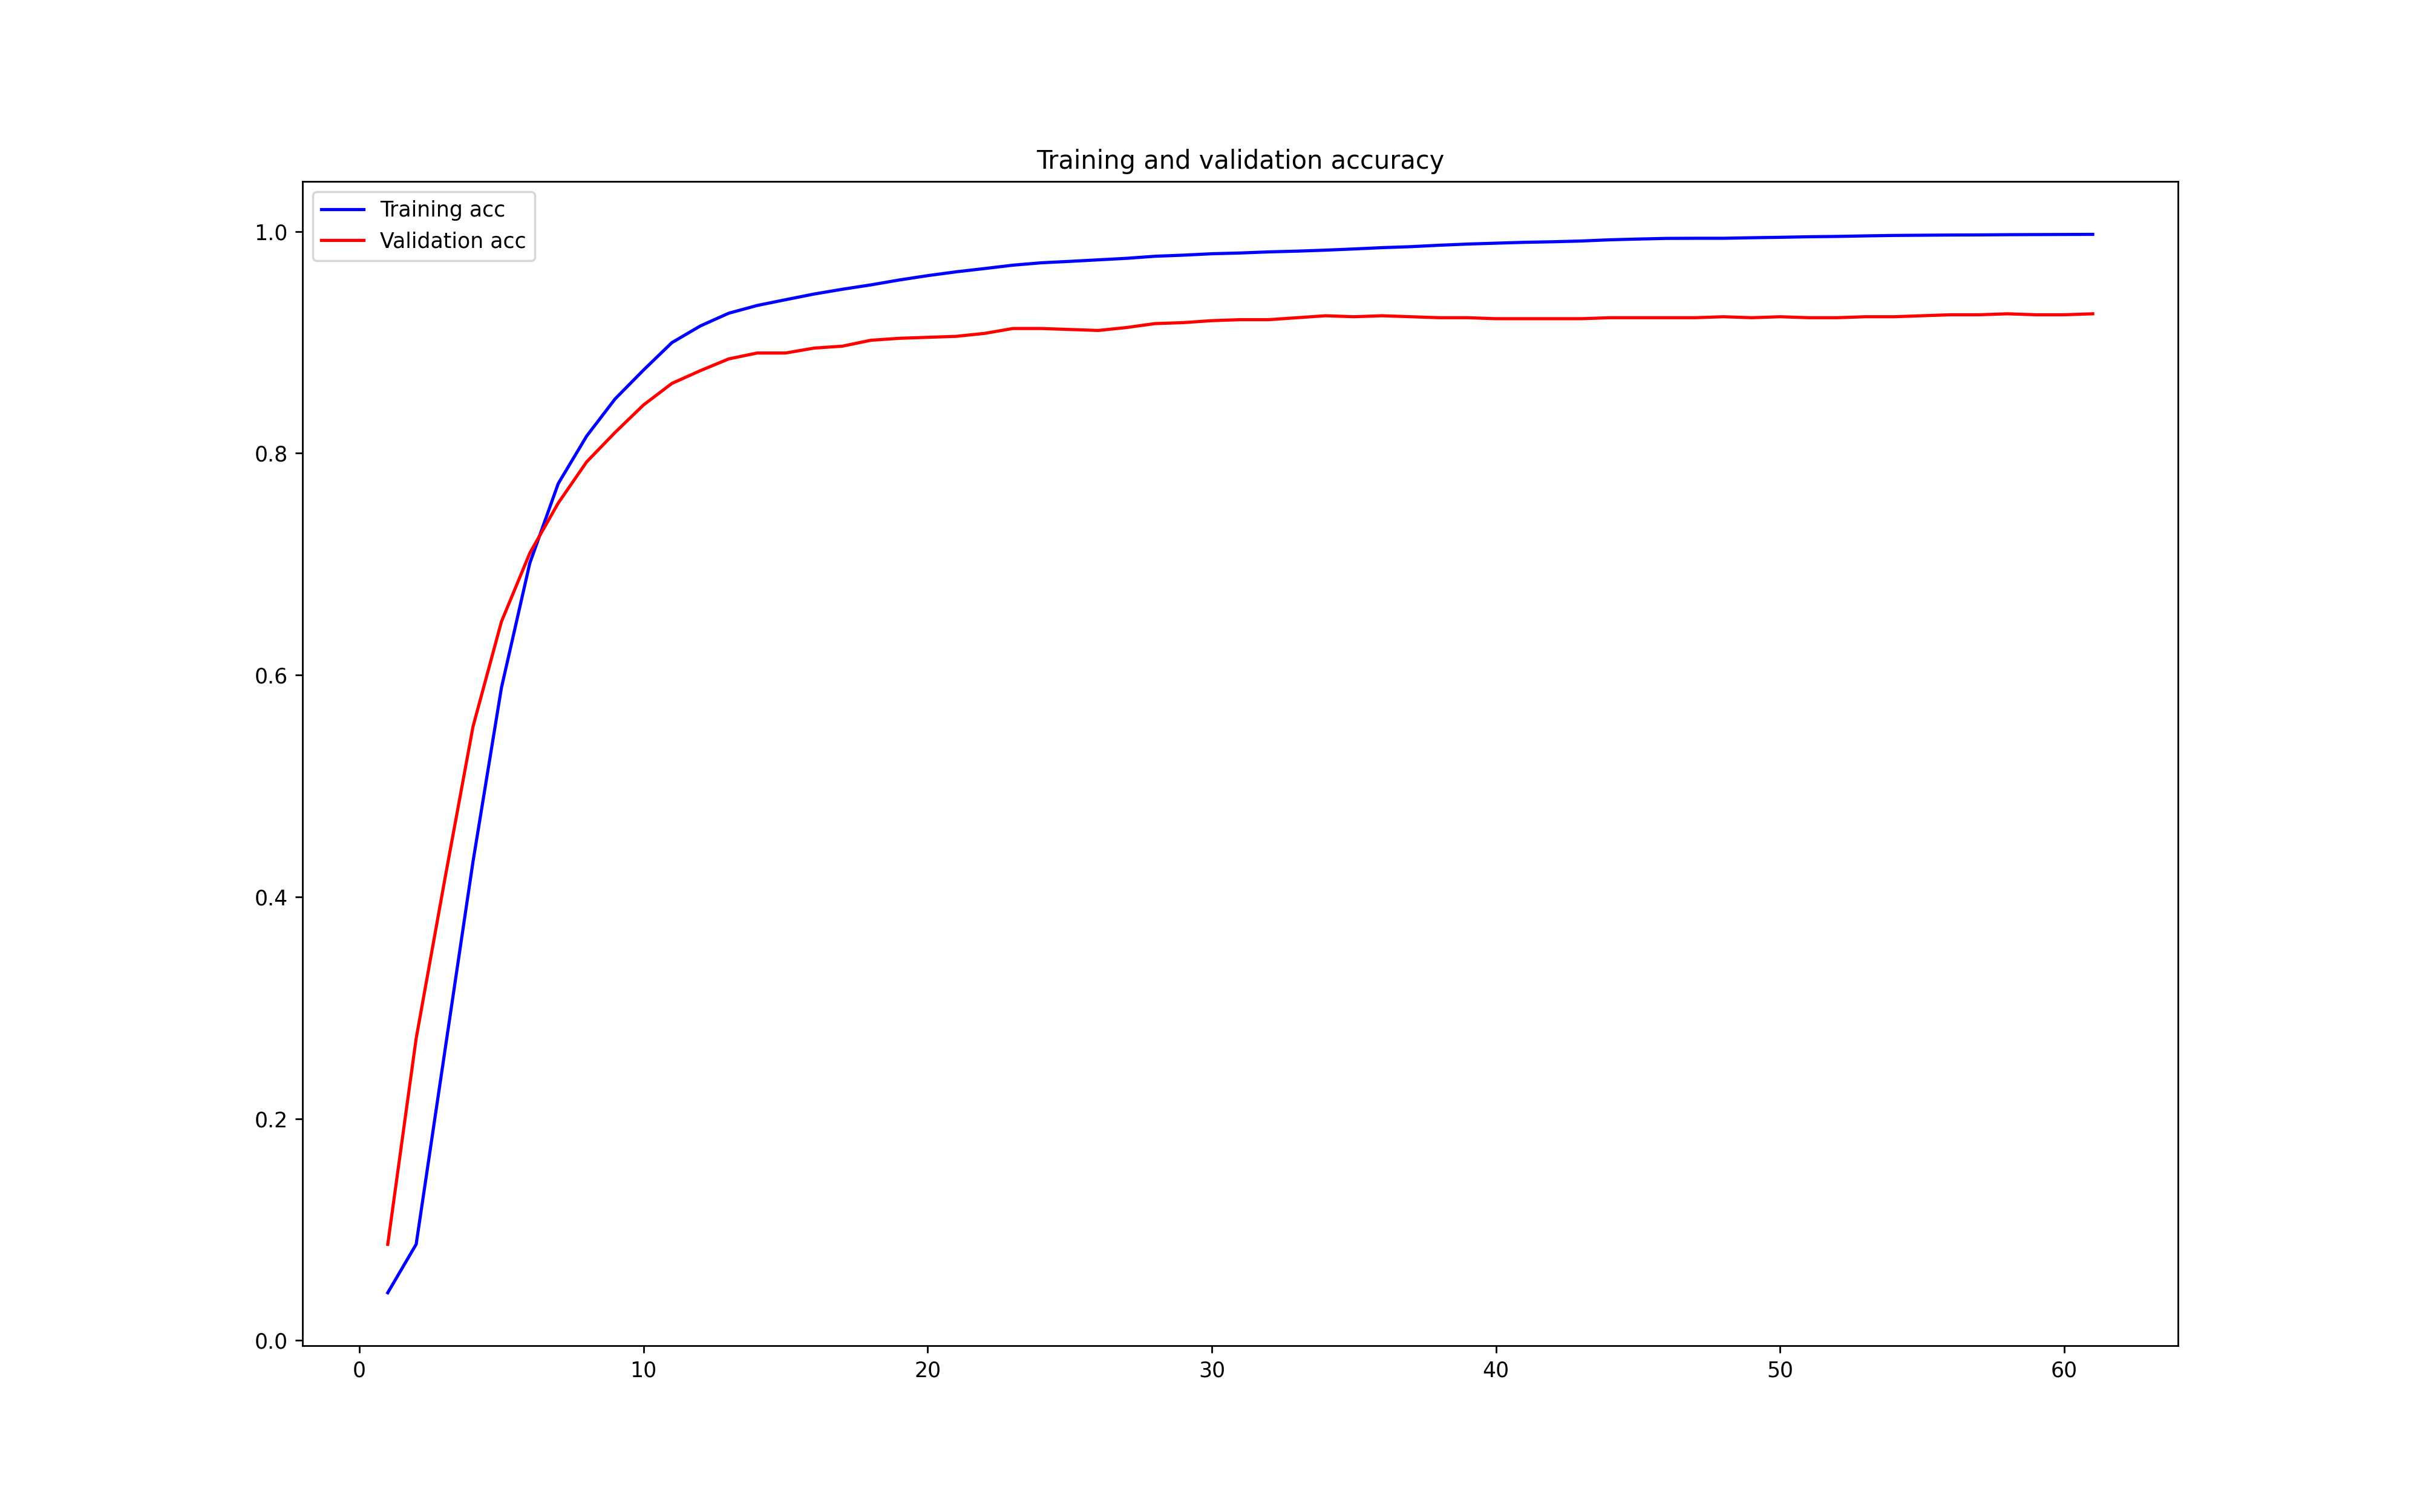 Training and validation accuracy
Training acc
Validation acc
1.0
0.8
0.6
0.4
0.2
0.0
0 10 20 30 40 50 60